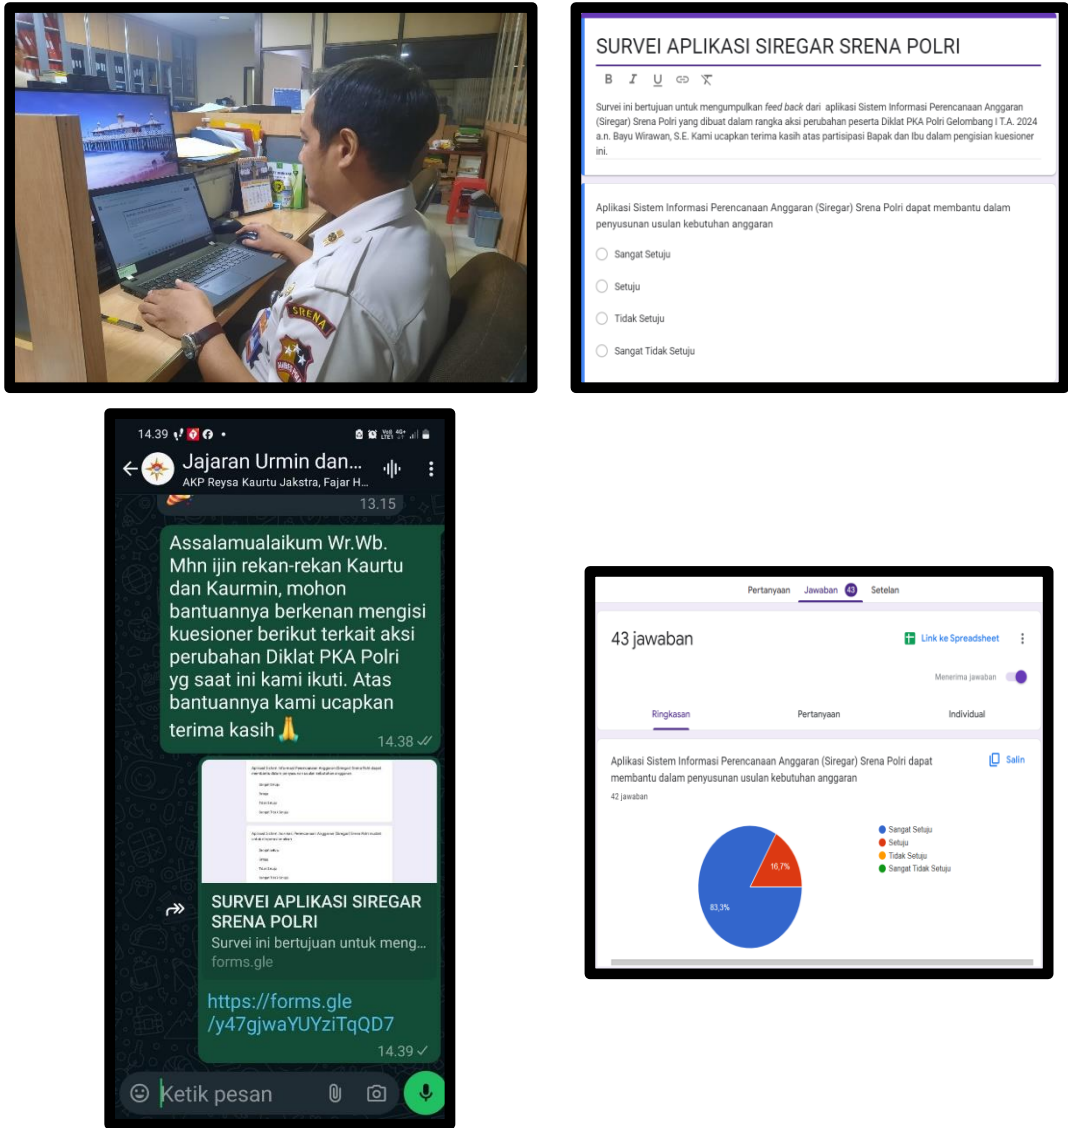 SRENA
SURVEI APLIKASI SIREGAR SRENA POLRI
B I U
Survei ini bertujuan untuk mengumpulkan feed back dari aplikasi Sistem Informasi Perencanaan Anggaran
(Siregar) Srena Polri yang dibuat dalam rangka aksi perubahan peserta Diklat PKA Polri Gelombang I T.A. 2024
a.n. Bayu Wirawan, S.E. Kami ucapkan terima kasih atas partisipasi Bapak dan Ibu dalam pengisian kuesioner
ini.
Aplikasi Sistem Informasi Perencanaan Anggaran (Siregar) Srena Polri dapat membantu dalam
penyusunan usulan kebutuhan anggaran
Sangat Setuju
Setuju
Tidak Setuju
Sangat Tidak Setuju
14.39
Jajaran Urmin dan...
AKP Reysa Kaurtu Jakstra, Fajar H...
13.15
Assalamualaikum Wr.Wb.
Mhn ijin rekan-rekan Kaurtu
dan Kaurmin, mohon
bantuannya berkenan mengisi
kuesioner berikut terkait aksi
perubahan Diklat PKA Polri
yg saat ini kami ikuti. Atas
bantuannya kami ucapkan
terima kasih 🙏
14.38
SURVEI APLIKASI SIREGAR
SRENA POLRI
Survei ini bertujuan untuk meng...
forms.gle
https://forms.gle
/y47gjwaYUYziTqQD7
14.39
Ketik pesan
Pertanyaan Jawaban 43 Setelan
43 jawaban
Link ke Spreadsheet
Menerima jawaban
Ringkasan Pertanyaan Individual
Aplikasi Sistem Informasi Perencanaan Anggaran (Siregar) Srena Polri dapat
membantu dalam penyusunan usulan kebutuhan anggaran
Salin
42 jawaban
Sangat Setuju
Setuju
Tidak Setuju
Sangat Tidak Setuju
16,7%
83,3%